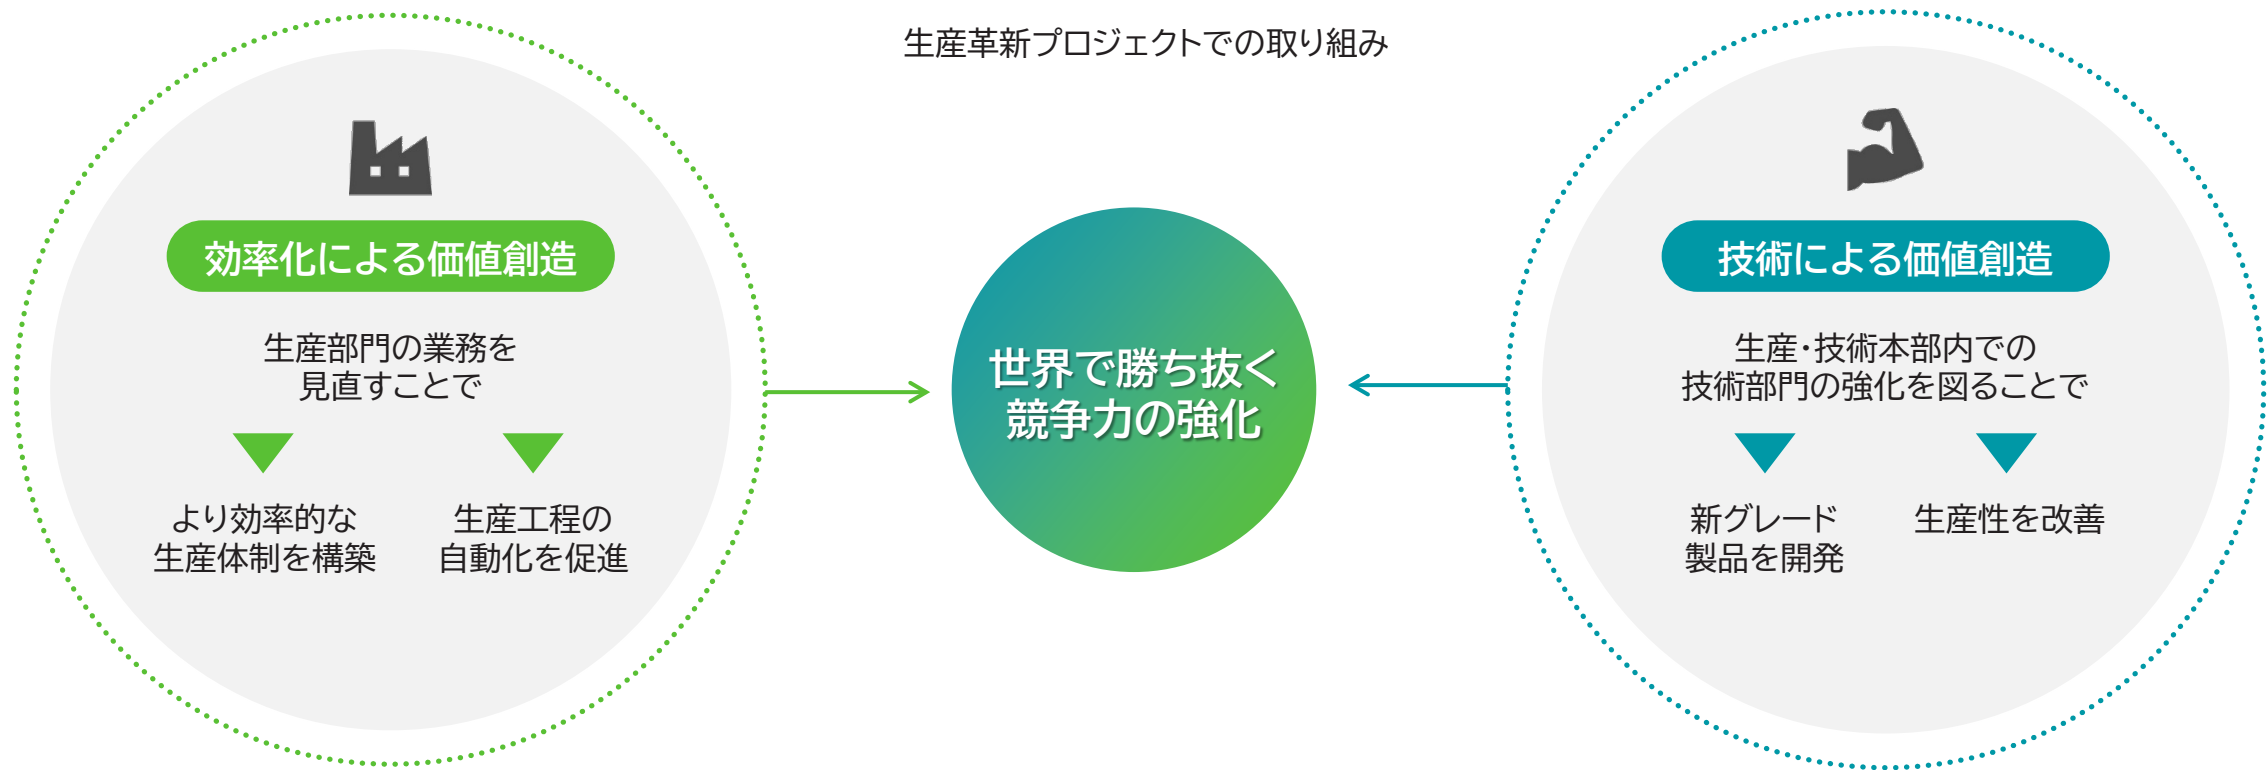 生産革新プロジェクトでの取り組み
効率化による価値創造
生産部門の業務を
見直すことで
より効率的な
生産体制を構築
生産工程の
自動化を促進
世界で勝ち抜く
競争力の強化
技術による価値創造
生産・技術本部内での
技術部門の強化を図ることで
新グレード
製品を開発
生産性を改善